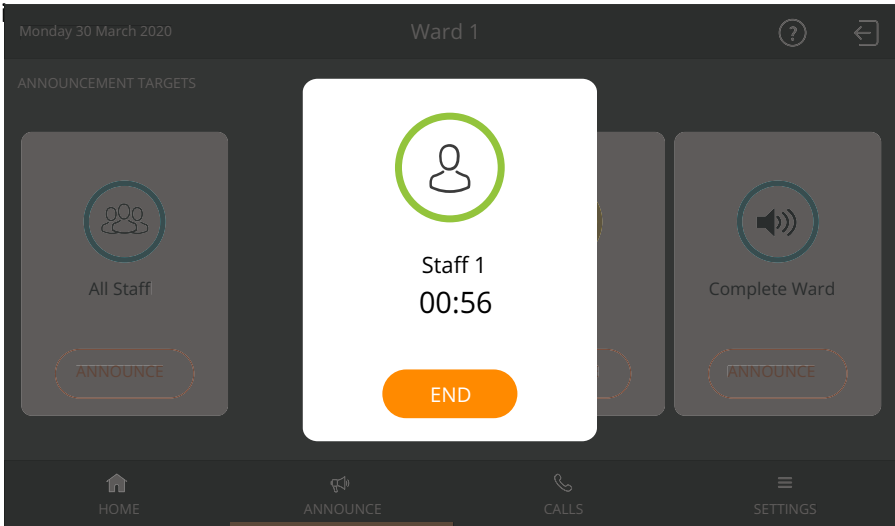 Monday 30 March 2020
Ward 1
?
ANNOUNCEMENT TARGETS
All Staff
ANNOUNCE
Staff 1
00:56
END
Complete Ward
ANNOUNCE
HOME
ANNOUNCE
CALLS
SETTINGS